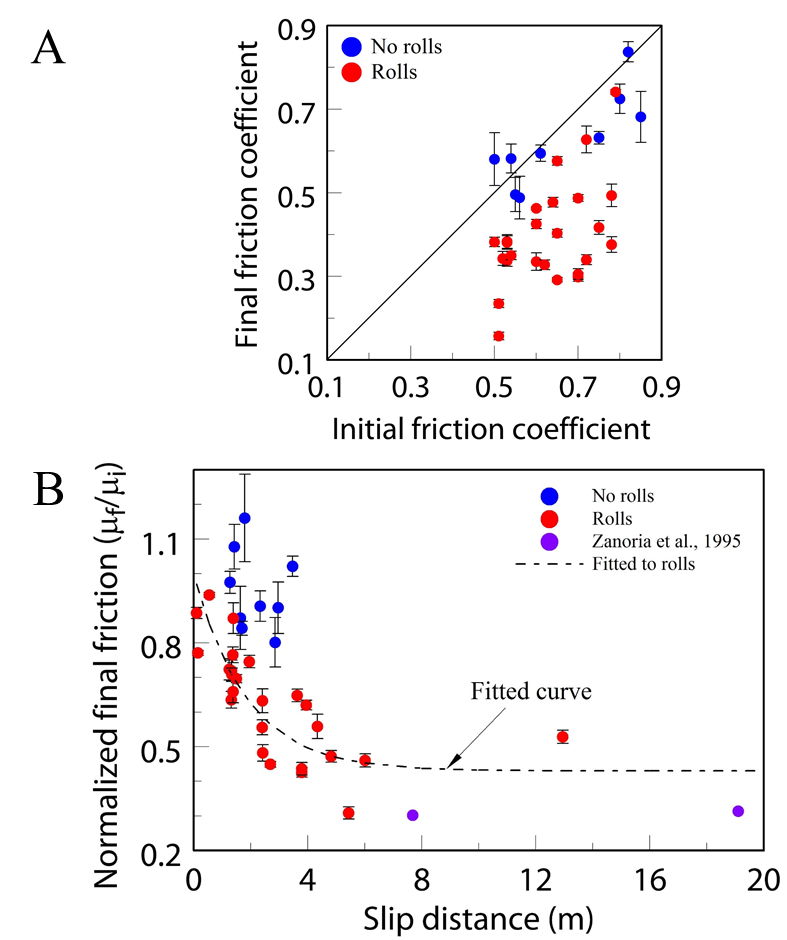 A
Final friction coefficient
0.9
0.7
0.5
0.3
0.1
No rolls
Rolls
0.1 0.3 0.5 0.7 0.9
Initial friction coefficient
B
Normalized final friction (μf/μi)
1.1
0.8
0.5
0.2
No rolls
Rolls
Zanoria et al., 1995
Fitted to rolls
Fitted curve
0 4 8 12 16 20
Slip distance (m)